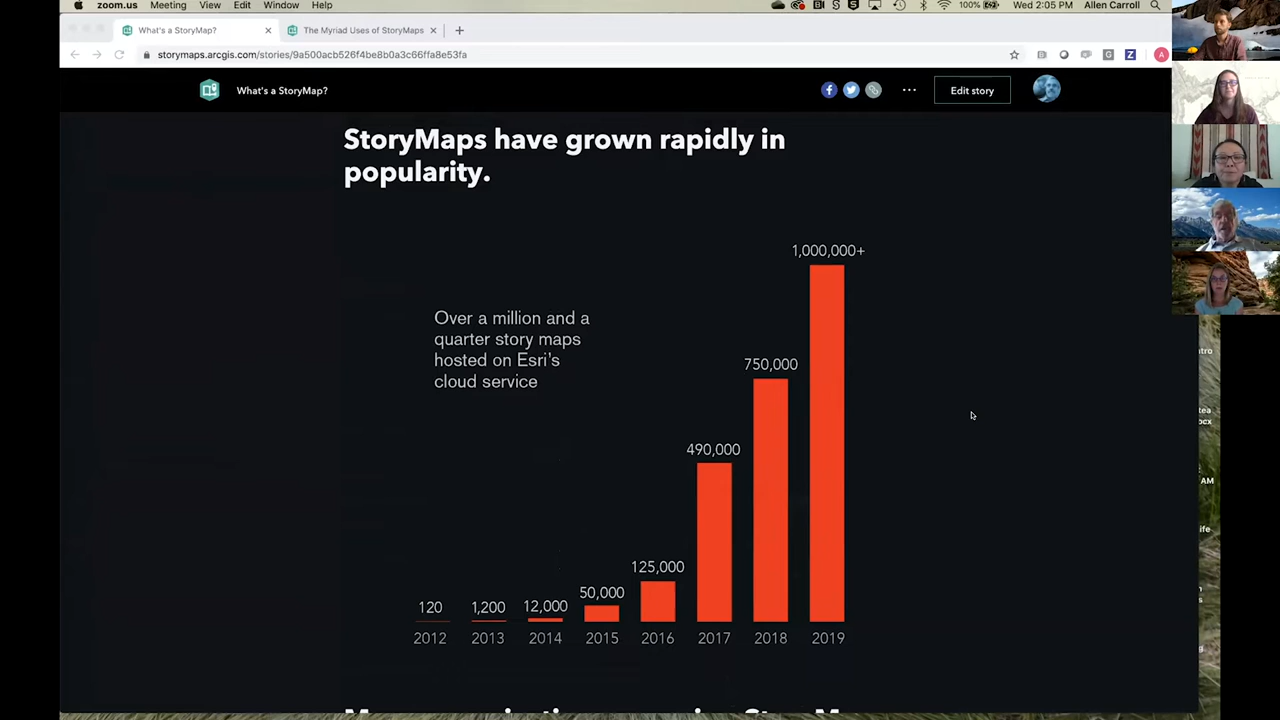 zoom.us Meeting View Edit Window Help 100% Wed 2:05 PM Allen Carroll
What's a StoryMap? The Myriad Uses of StoryMaps
storymaps.arcgis.com/stories/9a500acb526f4be8b0a3c66ffa8e53fa
What's a StoryMap? Edit story
StoryMaps have grown rapidly in
popularity.
1,000,000+
Over a million and a
quarter story maps
hosted on Esri's
cloud service
750,000
490,000
125,000
50,000
12,000
1,200
120
2012 2013 2014 2015 2016 2017 2018 2019
AM